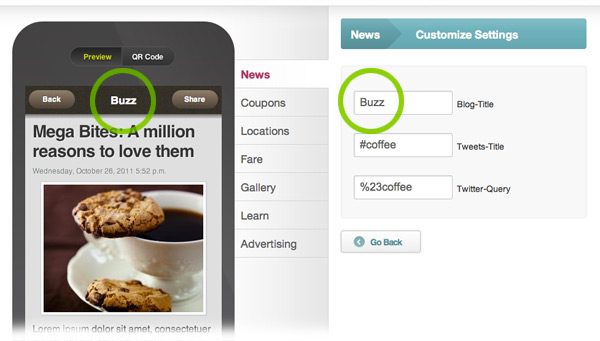 Preview QR Code
Back Buzz Share
Mega Bites: A million
reasons to love them
Wednesday, October 26, 2011 5:52 p.m.
Lorem ipsum dolor sit amet, consectetuer
News
Coupons
Locations
Fare
Gallery
Learn
Advertising
News Customize Settings
Buzz Blog-Title
#coffee Tweets-Title
%23coffee Twitter-Query
Go Back